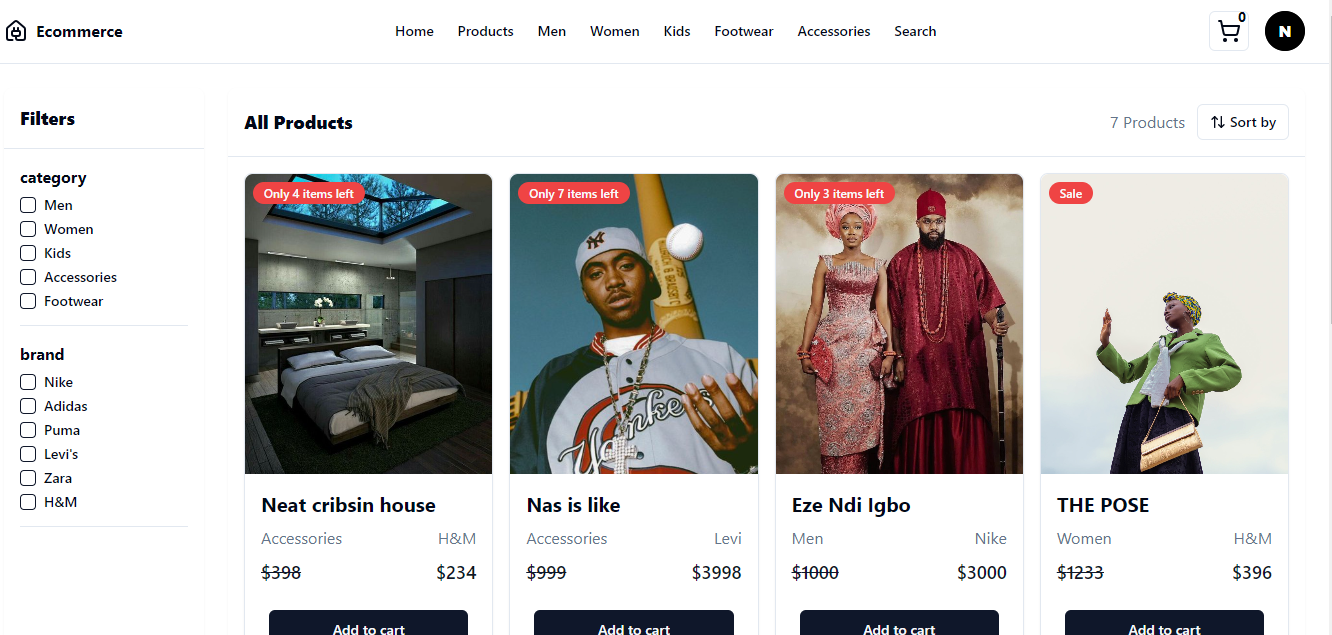 Ecommerce
Home Products Men Women Kids Footwear Accessories Search
0
N
Filters
category
Men
Women
Kids
Accessories
Footwear
brand
Nike
Adidas
Puma
Levi's
Zara
H&M
All Products
7 Products
Sort by
Only 4 items left
Neat cribsin house
Accessories H&M
$398 $234
Add to cart
Only 7 items left
NY
Yankees
Nas is like
Accessories Levi
$999 $3998
Add to cart
Only 3 items left
Eze Ndi Igbo
Men Nike
$1000 $3000
Add to cart
Sale
THE POSE
Women H&M
$1233 $396
Add to cart